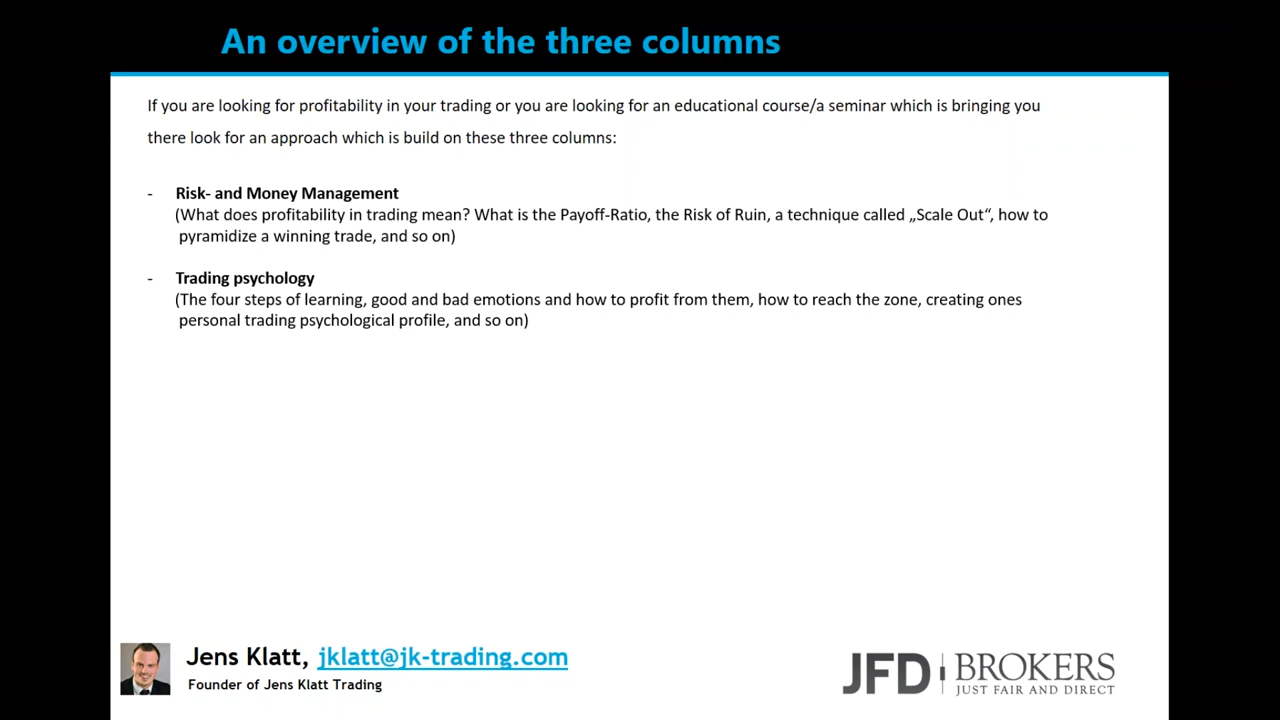 An overview of the three columns
If you are looking for profitability in your trading or you are looking for an educational course/a seminar which is bringing you
there look for an approach which is build on these three columns:
- Risk- and Money Management
(What does profitability in trading mean? What is the Payoff-Ratio, the Risk of Ruin, a technique called „Scale Out“, how to
pyramidize a winning trade, and so on)
- Trading psychology
(The four steps of learning, good and bad emotions and how to profit from them, how to reach the zone, creating ones
personal trading psychological profile, and so on)
Jens Klatt, jklatt@jk-trading.com
Founder of Jens Klatt Trading
JFD BROKERS
JUST FAIR AND DIRECT